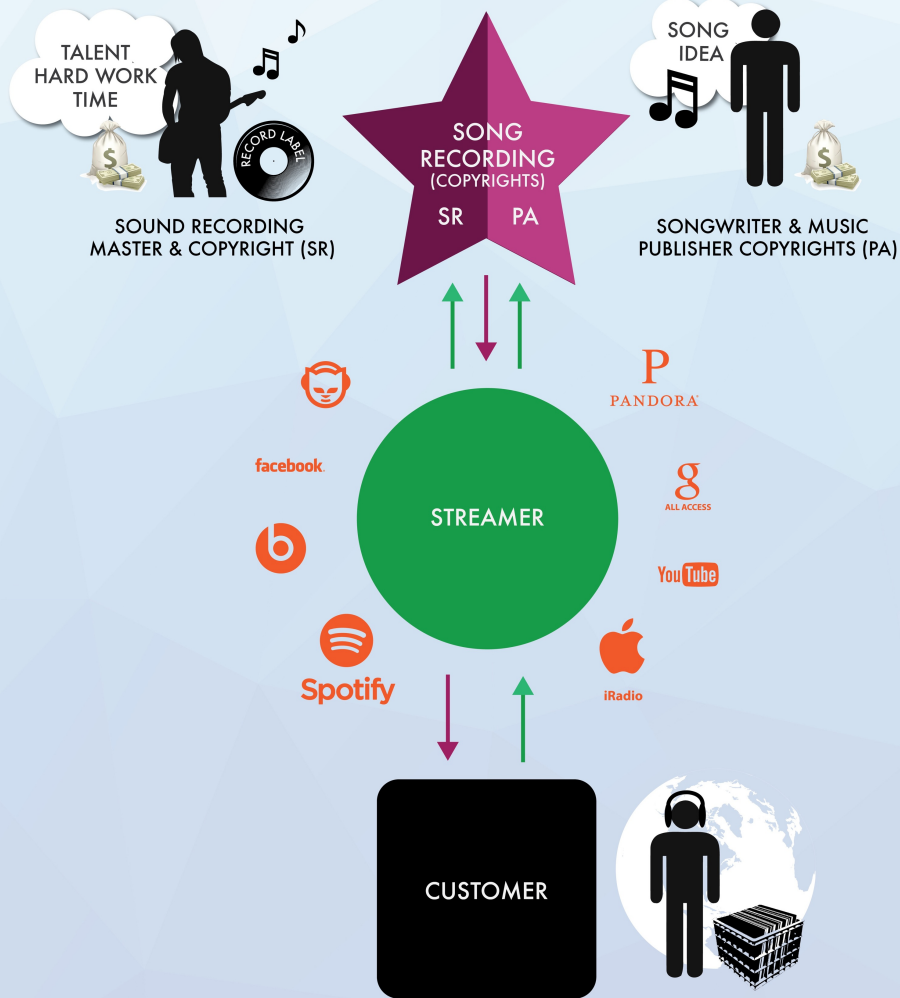 TALENT
HARD WORK
TIME
$
RECORD LABEL
SOUND RECORDING
MASTER & COPYRIGHT (SR)
SONG
RECORDING
(COPYRIGHTS)
SR PA
SONG
IDEA
$
SONGWRITER & MUSIC
PUBLISHER COPYRIGHTS (PA)
P
PANDORA
facebook.
g
ALL ACCESS
b
STREAMER
YouTube
Spotify
iRadio
CUSTOMER